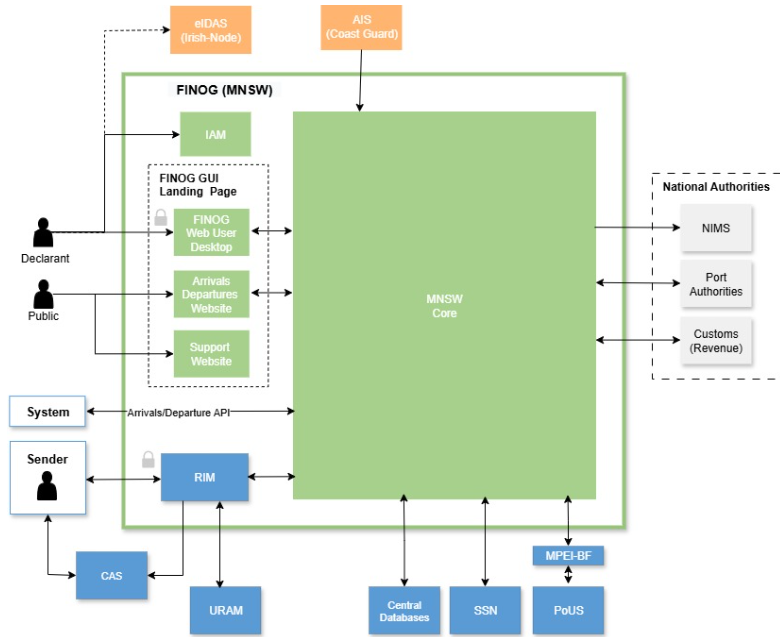 eIDAS
(Irish-Node)
AIS
(Coast Guard)
FINOG (MNSW)
IAM
FINOG GUI
Landing Page
FINOG
Web User
Desktop
Declarant
Arrivals
Departures
Website
Public
Support
Website
MNSW
Core
National Authorities
NIMS
Port
Authorities
Customs
(Revenue)
System
Arrivals/Departure API
Sender
RIM
CAS
URAM
Central
Databases
SSN
MPEI-BF
PoUS